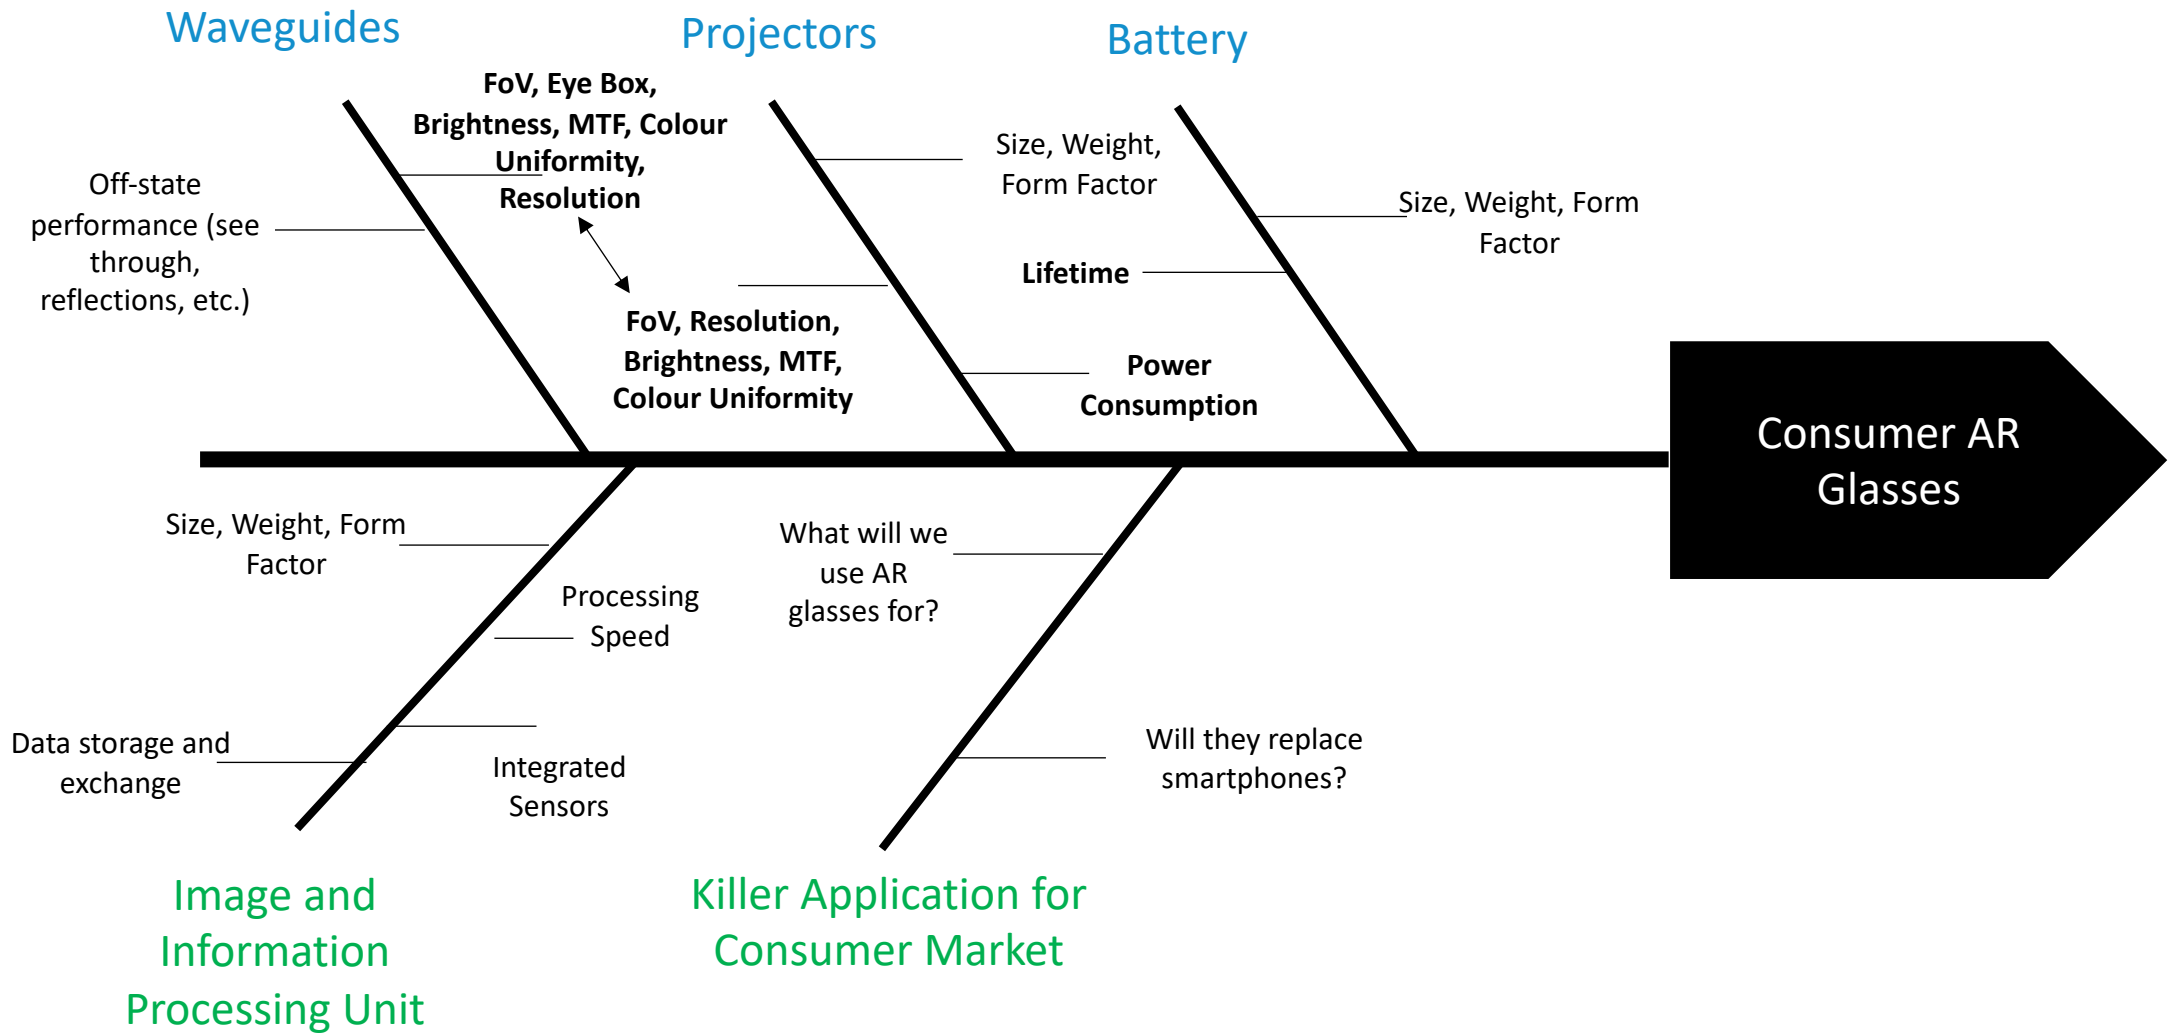 Waveguides
Projectors
Battery
FoV, Eye Box,
Brightness, MTF, Colour
Uniformity,
Resolution
Off-state
performance (see
through,
reflections, etc.)
Size, Weight,
Form Factor
Size, Weight, Form
Factor
Lifetime
FoV, Resolution,
Brightness, MTF,
Colour Uniformity
Power
Consumption
Consumer AR
Glasses
Size, Weight, Form
Factor
Processing
Speed
What will we
use AR
glasses for?
Data storage and
exchange
Integrated
Sensors
Will they replace
smartphones?
Image and
Information
Processing Unit
Killer Application for
Consumer Market